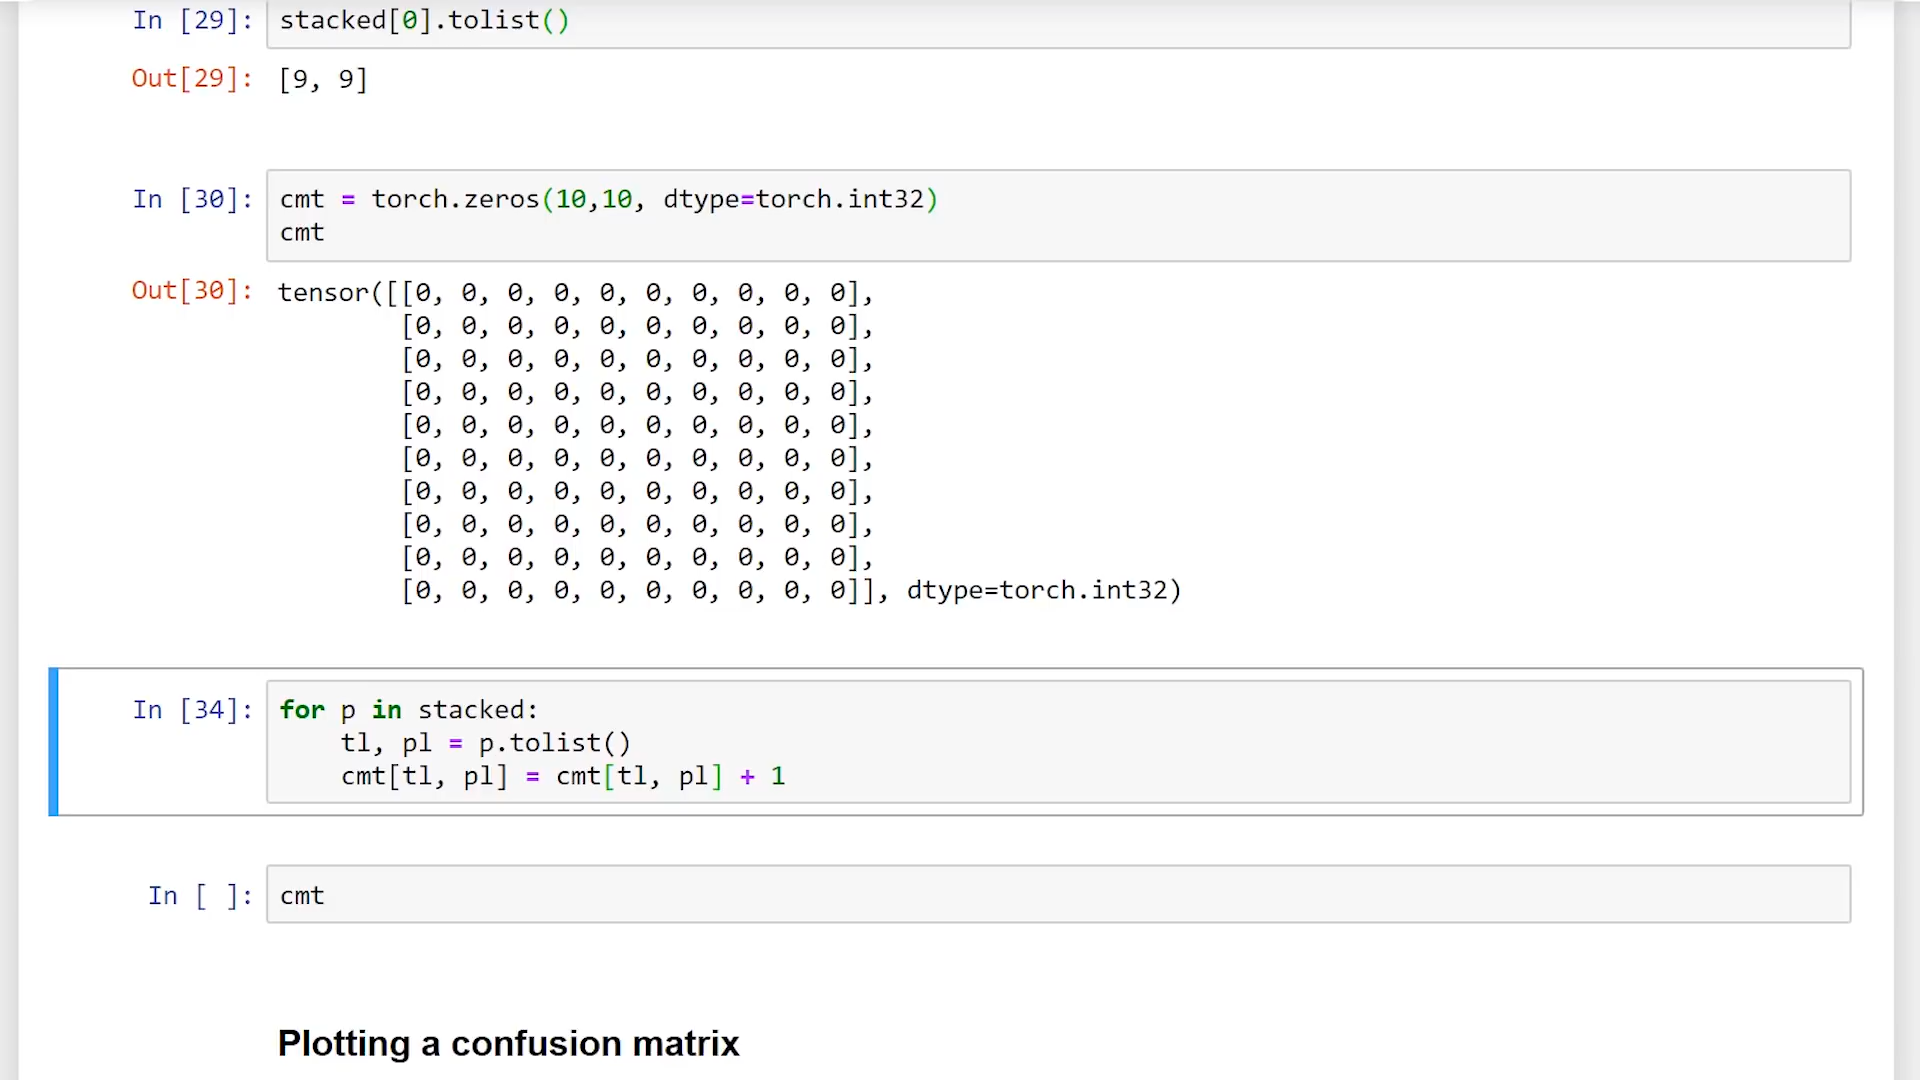 In [29]: stacked[0].tolist()
Out[29]: [9, 9]
In [30]: cmt = torch.zeros(10,10, dtype=torch.int32)
cmt
Out[30]: tensor([[0, 0, 0, 0, 0, 0, 0, 0, 0, 0],
[0, 0, 0, 0, 0, 0, 0, 0, 0, 0],
[0, 0, 0, 0, 0, 0, 0, 0, 0, 0],
[0, 0, 0, 0, 0, 0, 0, 0, 0, 0],
[0, 0, 0, 0, 0, 0, 0, 0, 0, 0],
[0, 0, 0, 0, 0, 0, 0, 0, 0, 0],
[0, 0, 0, 0, 0, 0, 0, 0, 0, 0],
[0, 0, 0, 0, 0, 0, 0, 0, 0, 0],
[0, 0, 0, 0, 0, 0, 0, 0, 0, 0],
[0, 0, 0, 0, 0, 0, 0, 0, 0, 0]], dtype=torch.int32)
In [34]: for p in stacked:
tl, pl = p.tolist()
cmt[tl, pl] = cmt[tl, pl] + 1
In [ ]: cmt
Plotting a confusion matrix